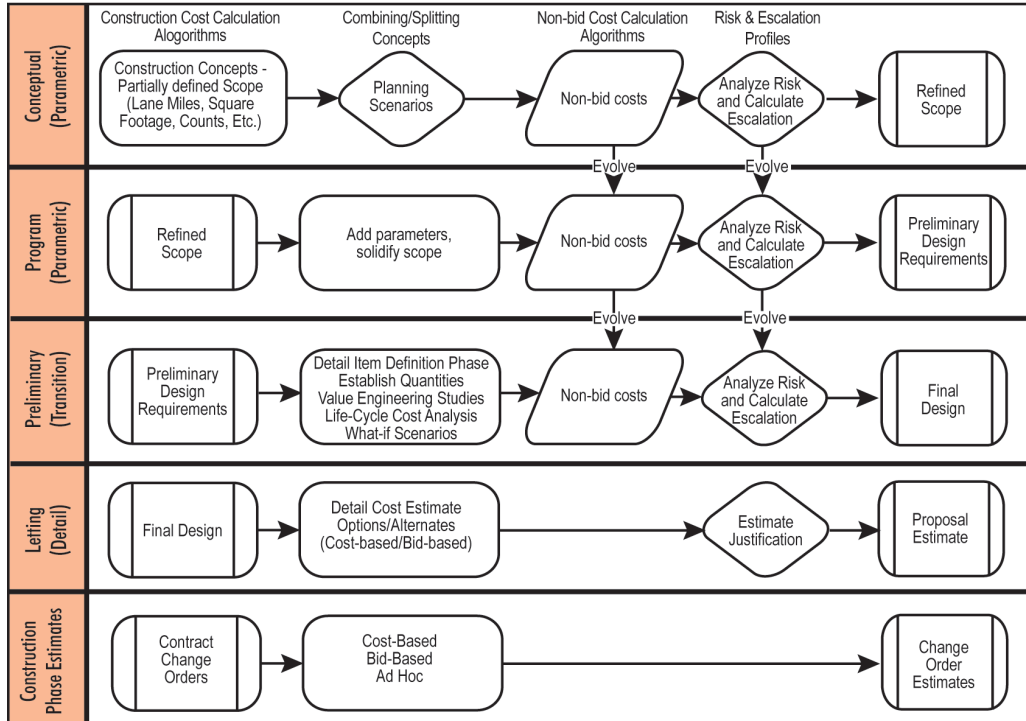 Construction Cost Calculation
Alogorithms
Combining/Splitting
Concepts
Non-bid Cost Calculation
Algorithms
Risk & Escalation
Profiles
Conceptual
(Parametric)
Construction Concepts -
Partially defined Scope
(Lane Miles, Square
Footage, Counts, Etc.)
Planning
Scenarios
Non-bid costs
Analyze Risk
and Calculate
Escalation
Refined
Scope
Evolve
Evolve
Program
(Parametric)
Refined
Scope
Add parameters,
solidify scope
Non-bid costs
Analyze Risk
and Calculate
Escalation
Preliminary
Design
Requirements
Evolve
Evolve
Preliminary
(Transition)
Preliminary
Design
Requirements
Detail Item Definition Phase
Establish Quantities
Value Engineering Studies
Life-Cycle Cost Analysis
What-if Scenarios
Non-bid costs
Analyze Risk
and Calculate
Escalation
Final
Design
Letting
(Detail)
Final Design
Detail Cost Estimate
Options/Alternates
(Cost-based/Bid-based)
Estimate
Justification
Proposal
Estimate
Construction
Phase Estimates
Contract
Change
Orders
Cost-Based
Bid-Based
Ad Hoc
Change
Order
Estimates